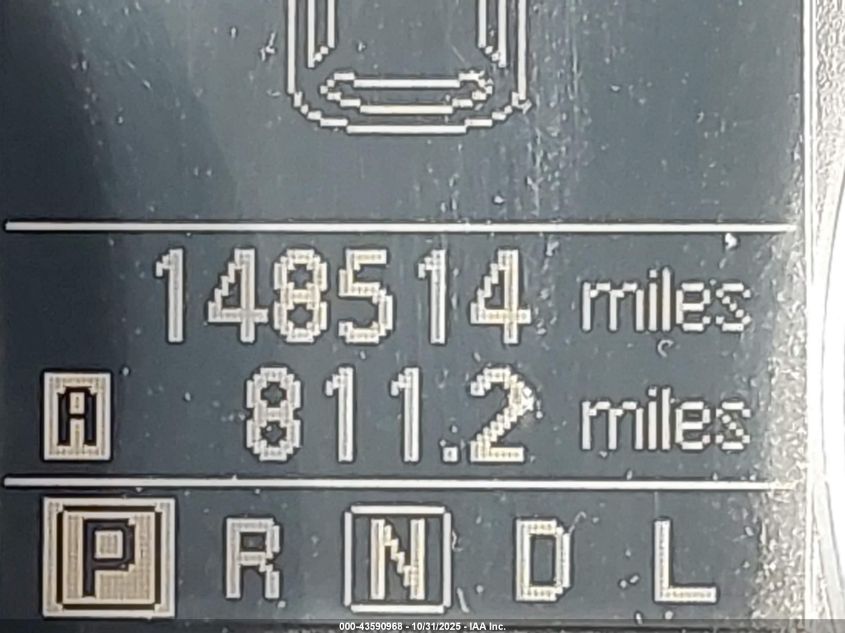 148514 miles
A 811.2 miles
P R N D L
000-43590968 - 10/31/2025 - IAA Inc.